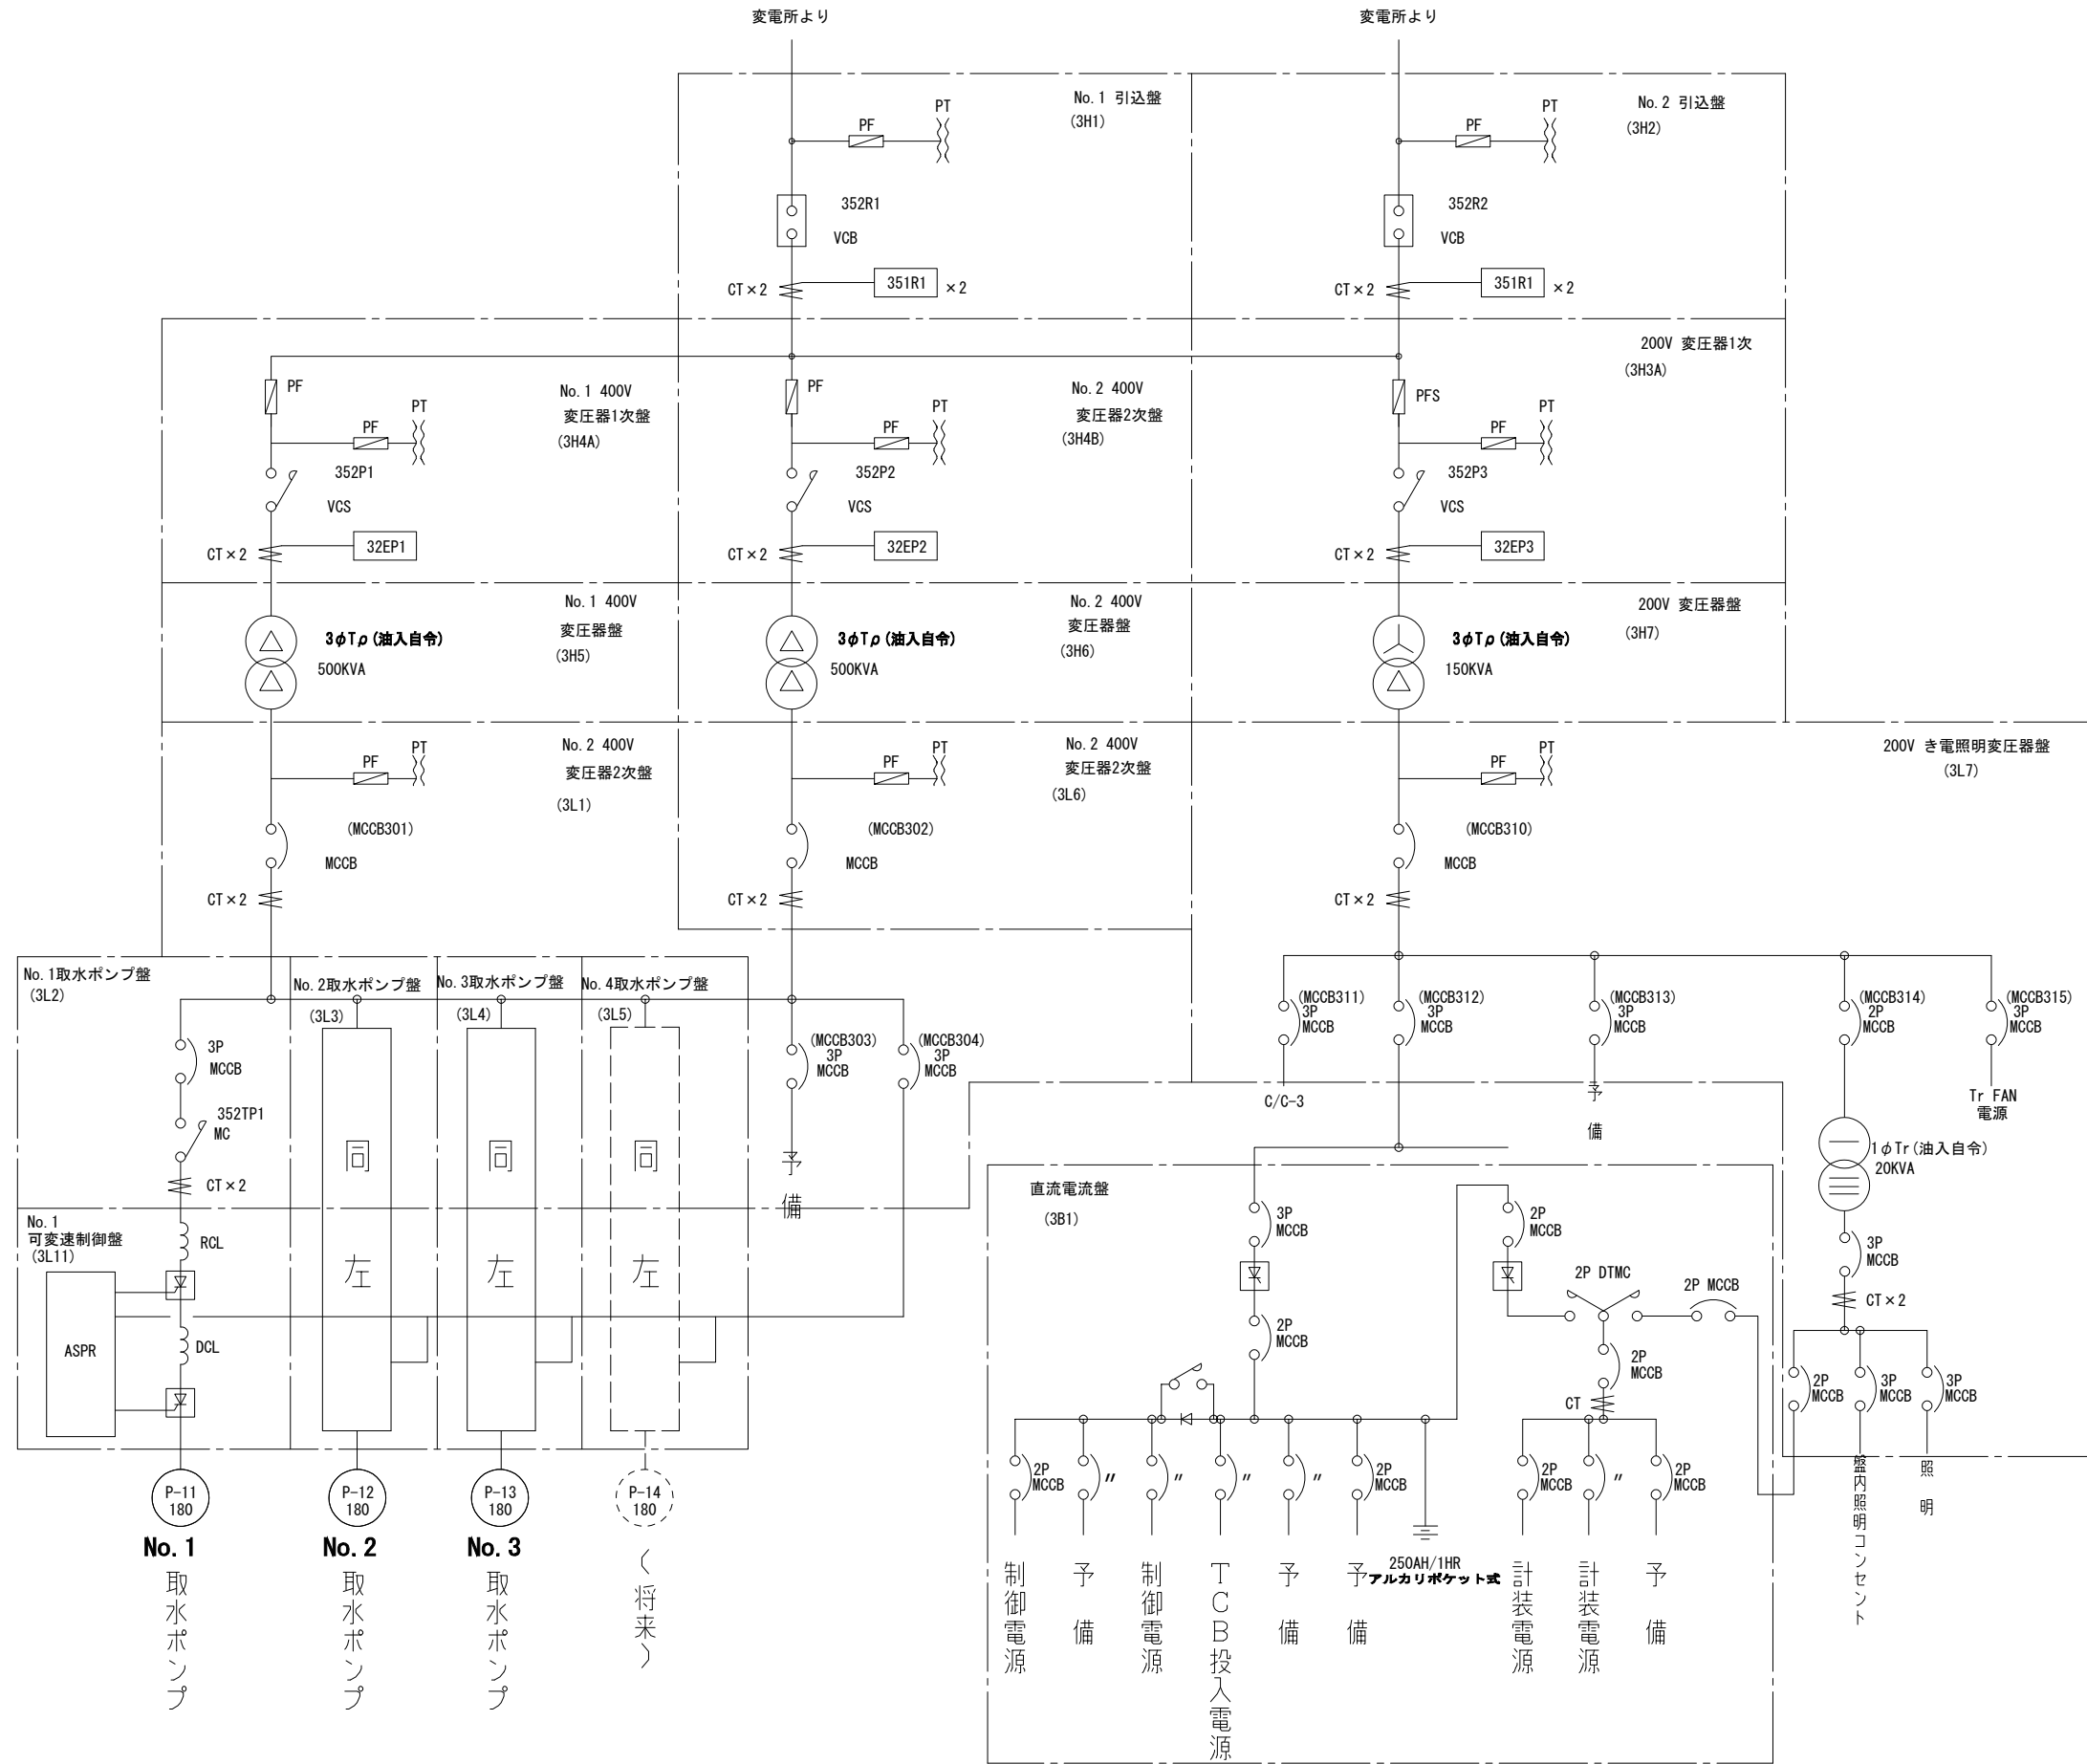 変電所より
変電所より
No.1 引込盤
(3H1)
PT
PF
352R1
VCB
CT×2
351R1
×2
No.2 引込盤
(3H2)
PT
PF
352R2
VCB
CT×2
351R1
×2
PF
PT
PF
352P1
VCS
CT×2
32EP1
No.1 400V
変圧器1次盤
(3H4A)
PF
PT
PF
352P2
VCS
CT×2
32EP2
No.2 400V
変圧器2次盤
(3H4B)
200V 変圧器1次
(3H3A)
PFS
PT
PF
352P3
VCS
CT×2
32EP3
No.1 400V
変圧器盤
(3H5)
3φTρ(油入自令)
500KVA
No.2 400V
変圧器盤
(3H6)
3φTρ(油入自令)
500KVA
200V 変圧器盤
(3H7)
3φTρ(油入自令)
150KVA
No.2 400V
変圧器2次盤
(3L1)
PT
PF
(MCCB301)
MCCB
CT×2
No.2 400V
変圧器2次盤
(3L6)
PT
PF
(MCCB302)
MCCB
CT×2
200V き電照明変圧器盤
(3L7)
PT
PF
(MCCB310)
MCCB
CT×2
No.1取水ポンプ盤
(3L2)
3P
MCCB
352TP1
MC
CT×2
No.2取水ポンプ盤
(3L3)
同
左
No.3取水ポンプ盤
(3L4)
同
左
No.4取水ポンプ盤
(3L5)
同
左
(MCCB303)
3P
MCCB
予備
(MCCB304)
3P
MCCB
(MCCB311)
3P
MCCB
C/C-3
(MCCB312)
3P
MCCB
(MCCB313)
3P
MCCB
予備
(MCCB314)
2P
MCCB
(MCCB315)
3P
MCCB
Tr FAN
電源
1φTr(油入自令)
20KVA
3P
MCCB
CT×2
2P
MCCB
3P
MCCB
3P
MCCB
盤内照明コンセント
照明
No.1
可変速制御盤
(3L11)
RCL
ASPR
DCL
直流電流盤
(3B1)
3P
MCCB
2P
MCCB
2P
MCCB
2P DTMC
2P MCCB
2P
MCCB
CT
2P
MCCB
〃
〃
〃
〃
2P
MCCB
2P
MCCB
〃
2P
MCCB
P-11
180
No.1
取水ポンプ
P-12
180
No.2
取水ポンプ
P-13
180
No.3
取水ポンプ
P-14
180
(将来)
制御電源
予備
制御電源
TCB投入電源
予備
予備
250AH/1HR
アルカリポケット式
計装電源
計装電源
予備